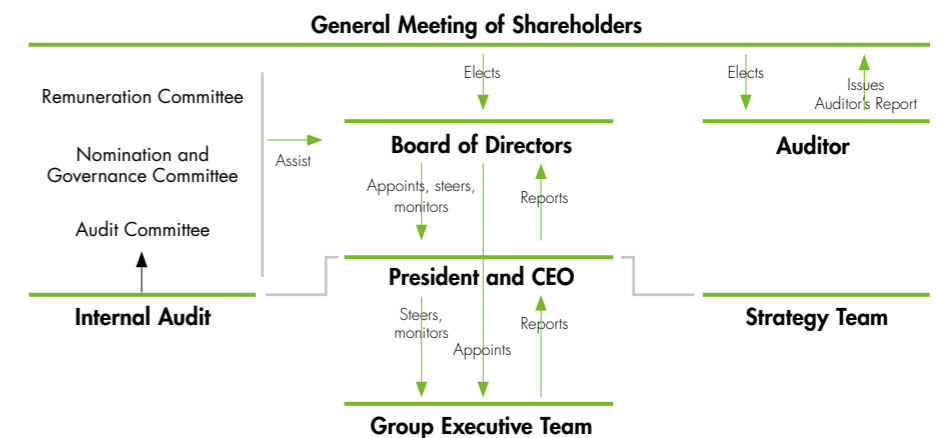 General Meeting of Shareholders
Elects
Elects
Issues
Auditor's Report
Remuneration Committee
Nomination and
Governance Committee
Audit Committee
Assist
Board of Directors
Auditor
Appoints, steers,
monitors
Reports
President and CEO
Internal Audit
Strategy Team
Steers,
monitors
Appoints
Reports
Group Executive Team